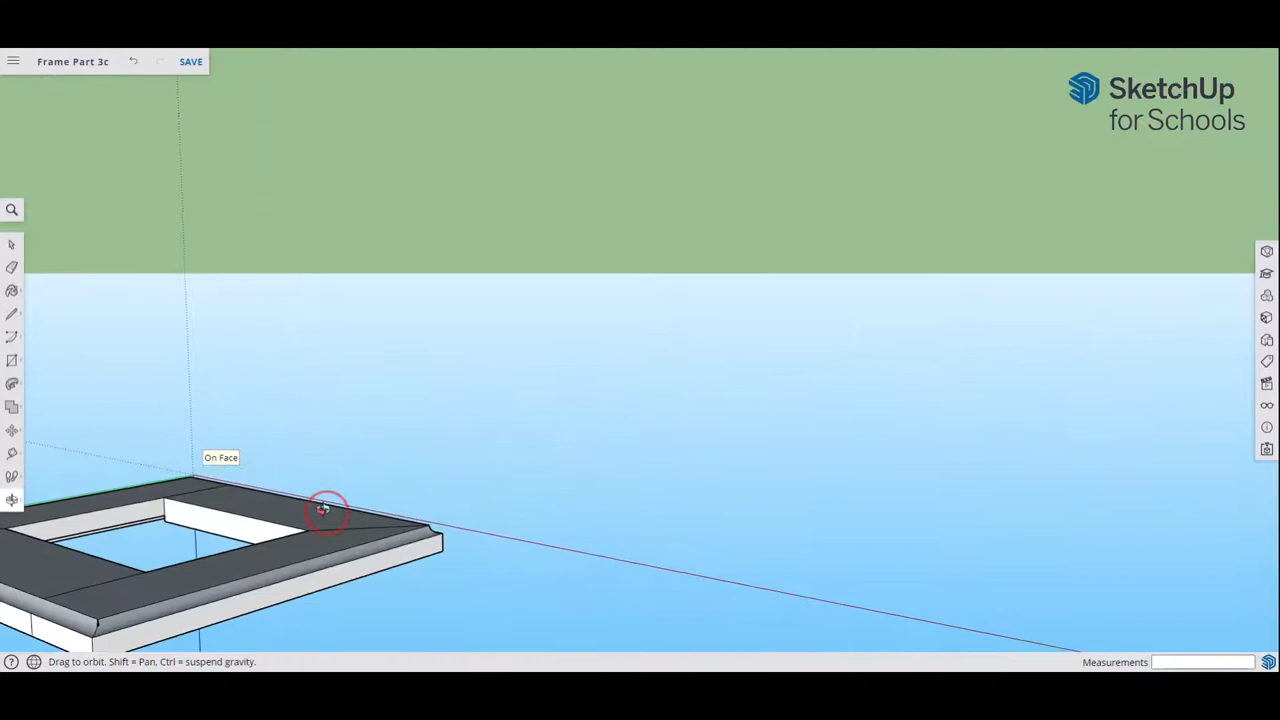 Frame Part 3c
SAVE
SketchUp
for Schools
On Face
Drag to orbit. Shift = Pan, Ctrl = suspend gravity.
Measurements